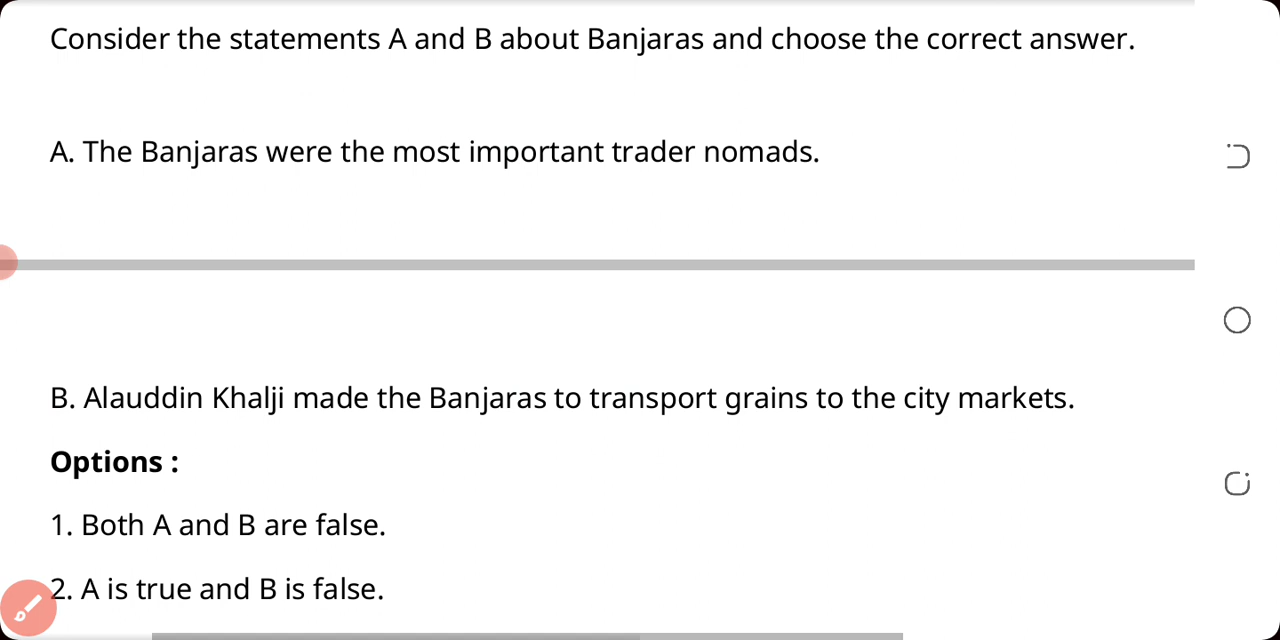 Consider the statements A and B about Banjaras and choose the correct answer.
A. The Banjaras were the most important trader nomads.
B. Alauddin Khalji made the Banjaras to transport grains to the city markets.
Options :
1. Both A and B are false.
2. A is true and B is false.